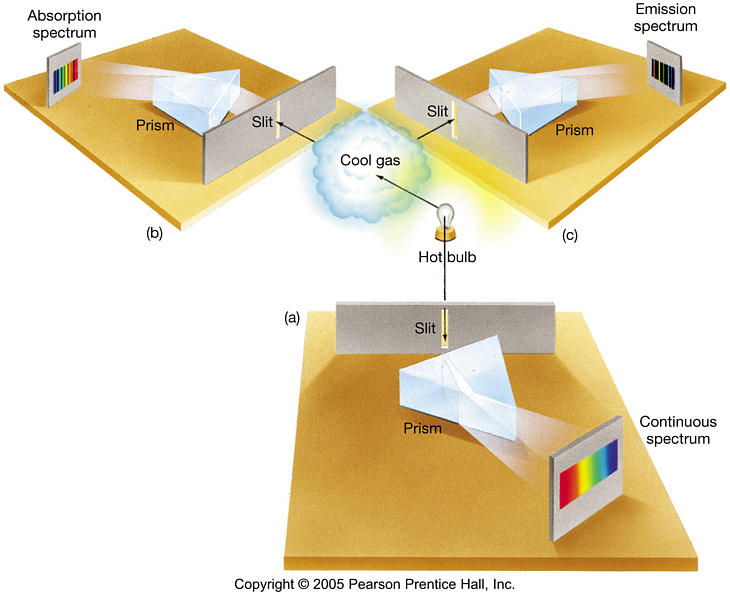 Absorption
spectrum
Emission
spectrum
Prism
Slit
Slit
Prism
Cool gas
(b)
(c)
Hot bulb
(a)
Slit
Prism
Continuous
spectrum
Copyright © 2005 Pearson Prentice Hall, Inc.